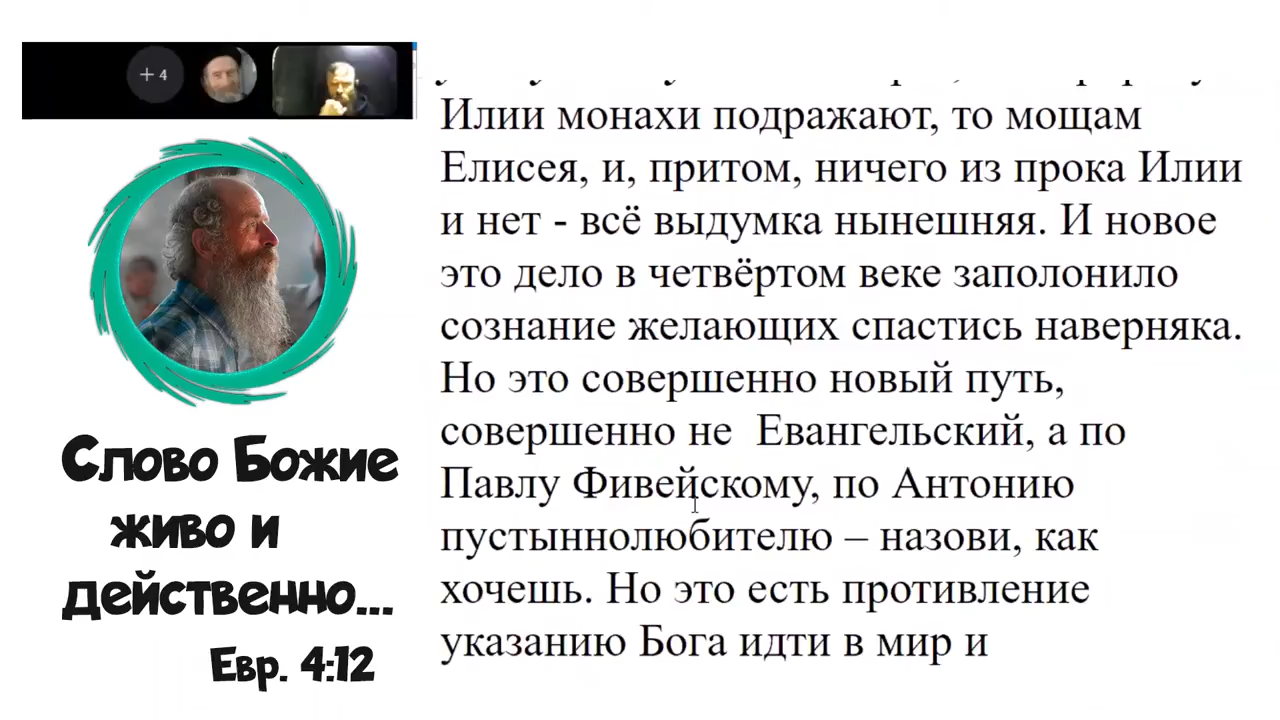 + 4
Слово Божие
живо и
действенно...
Евр. 4:12
Илии монахи подражают, то мощам
Елисея, и, притом, ничего из прока Илии
и нет - всё выдумка нынешняя. И новое
это дело в четвёртом веке заполонило
сознание желающих спастись наверняка.
Но это совершенно новый путь,
совершенно не Евангельский, а по
Павлу Фивейскому, по Антонию
пустыннолюбителю – назови, как
хочешь. Но это есть противление
указанию Бога идти в мир и